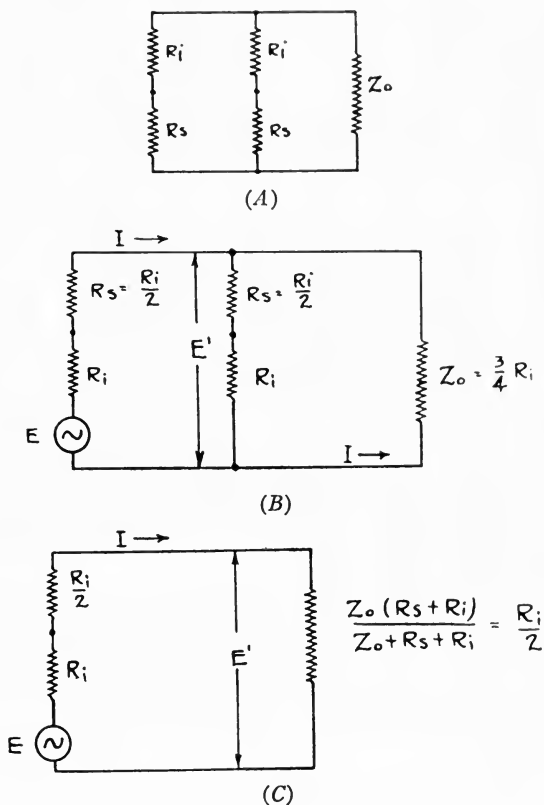 Ri
Ri
Zo
Rs
Rs
(A)
I →
Rs = Ri/2
Rs = Ri/2
E'
Ri
Ri
Zo = 3/4 Ri
E
I →
(B)
I →
Ri/2
Zo (Rs + Ri) / Zo + Rs + Ri = Ri/2
E'
Ri
E
(C)